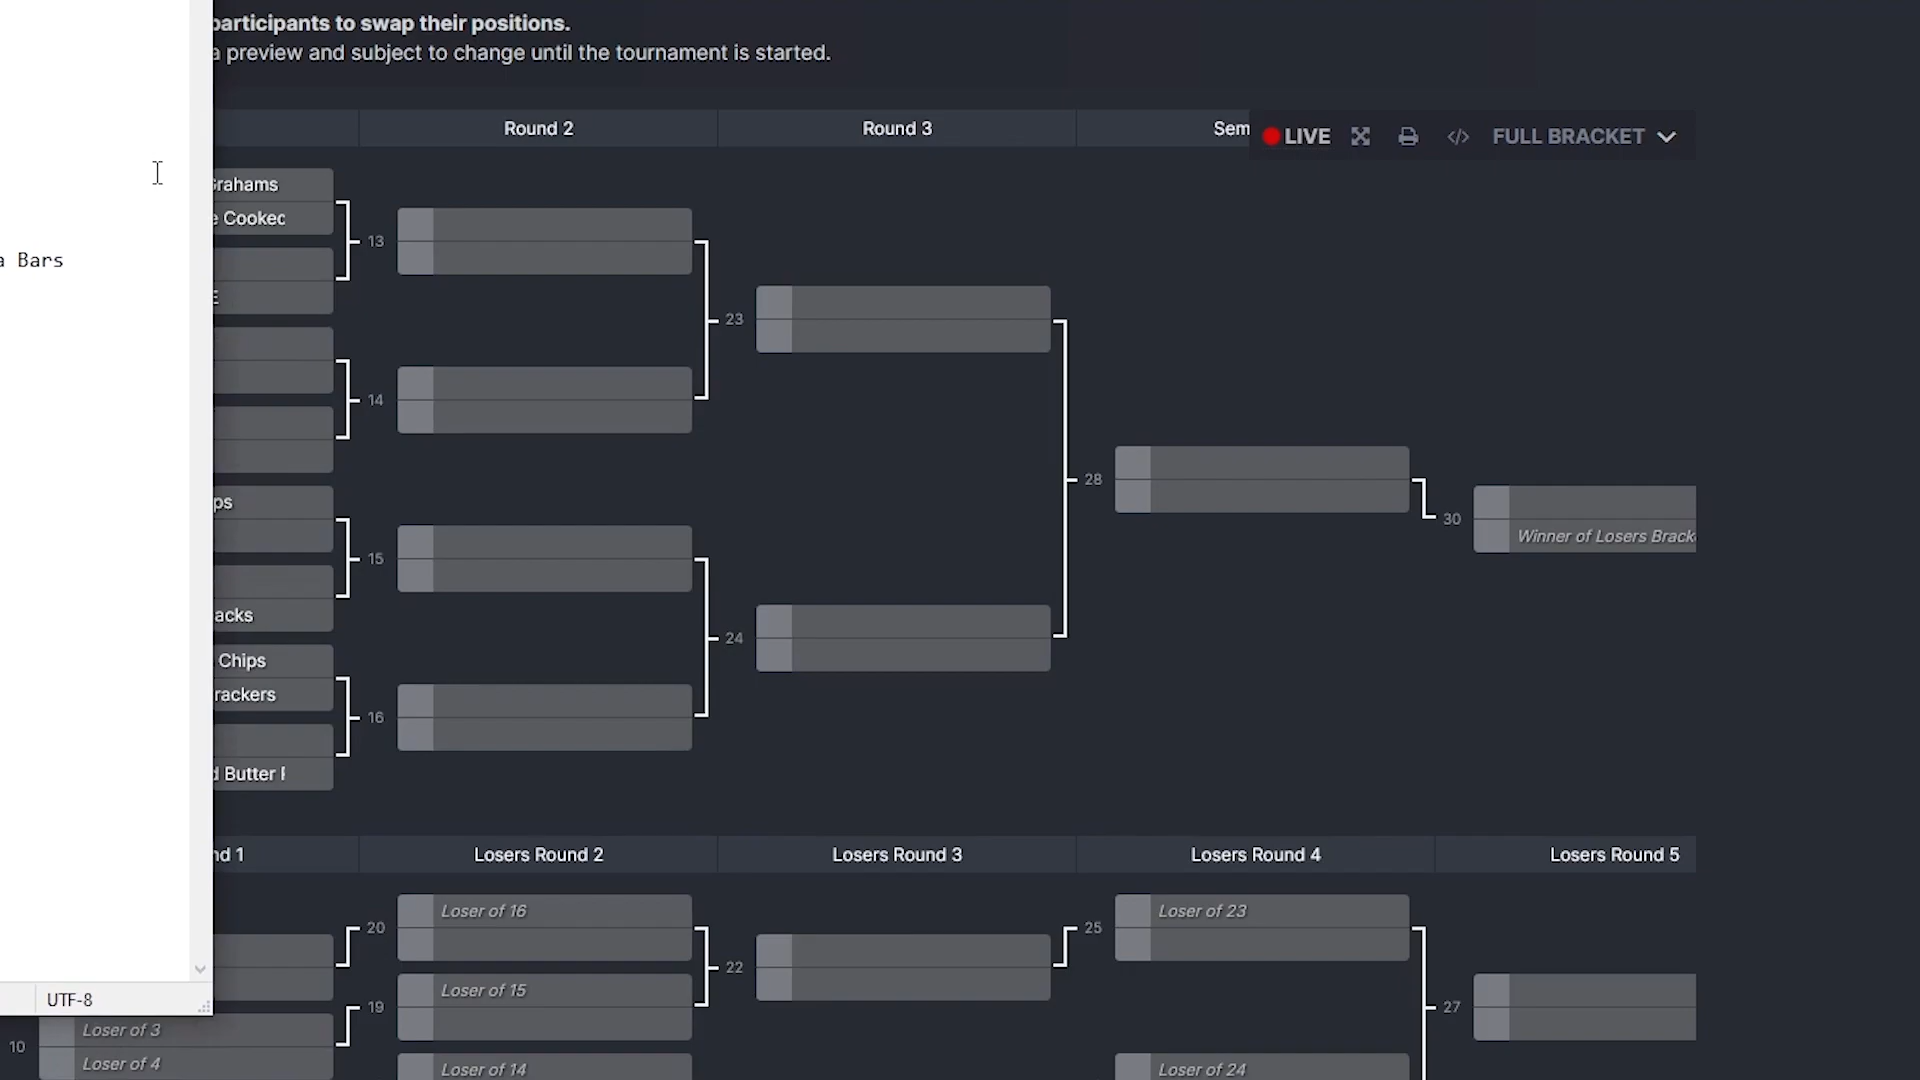 participants to swap their positions.
a preview and subject to change until the tournament is started.
Round 2
Round 3
Sem
LIVE
FULL BRACKET
Grahams
e Cooked
a Bars
E
13
14
23
ps
acks
15
28
30
Winner of Losers Brack
Chips
rackers
16
24
d Butter
nd 1
Losers Round 2
Losers Round 3
Losers Round 4
Losers Round 5
20
Loser of 16
22
25
Loser of 23
19
Loser of 15
27
UTF-8
10
Loser of 3
Loser of 4
Loser of 14
Loser of 24